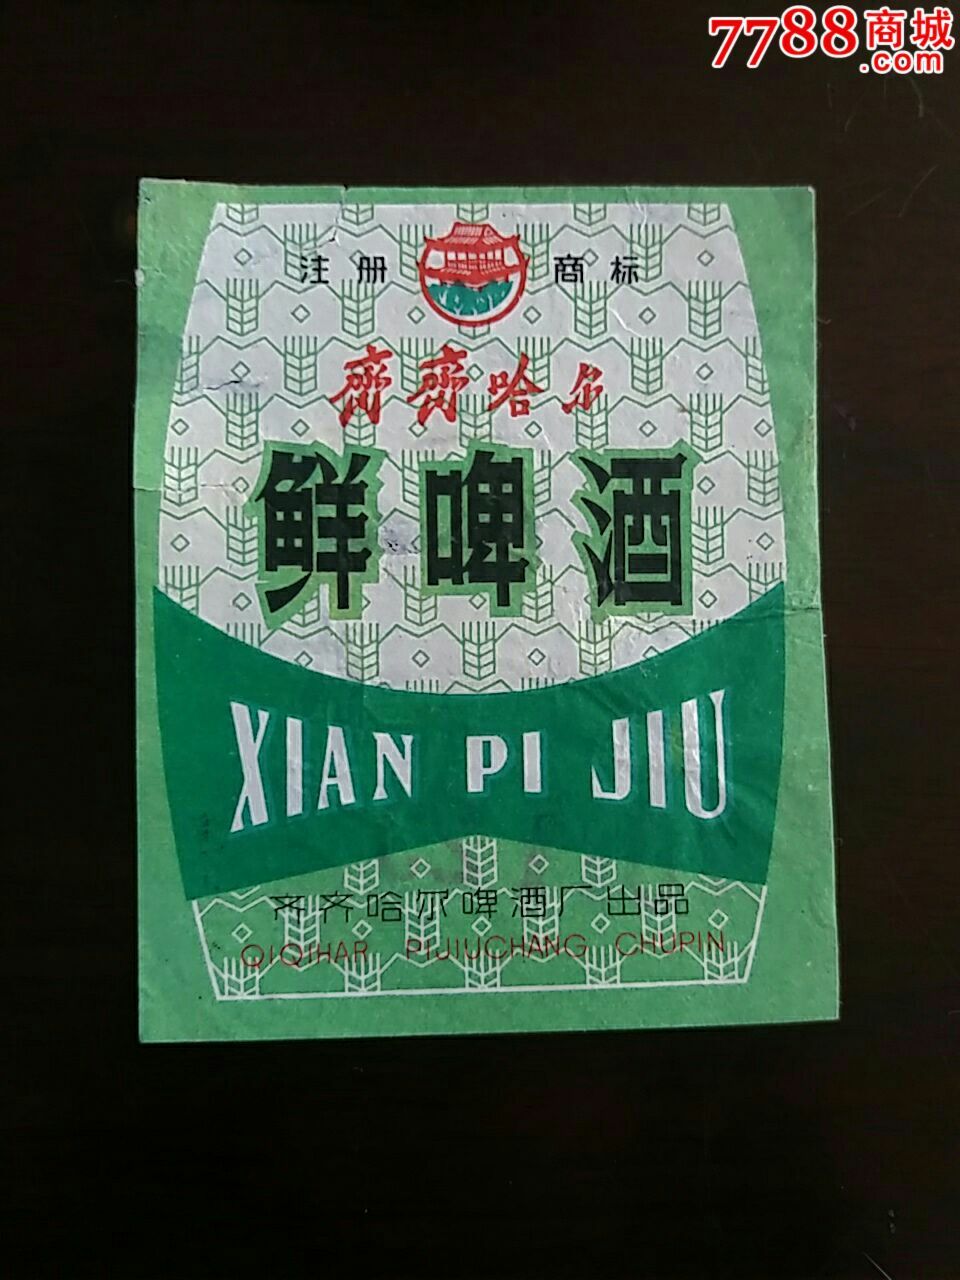 7788商城
.com
注册 商标
齊齊哈尔
鲜啤酒
XIAN PI JIU
齐齐哈尔啤酒厂出品
QIQIHAR PIJIUCHANG CHUPIN